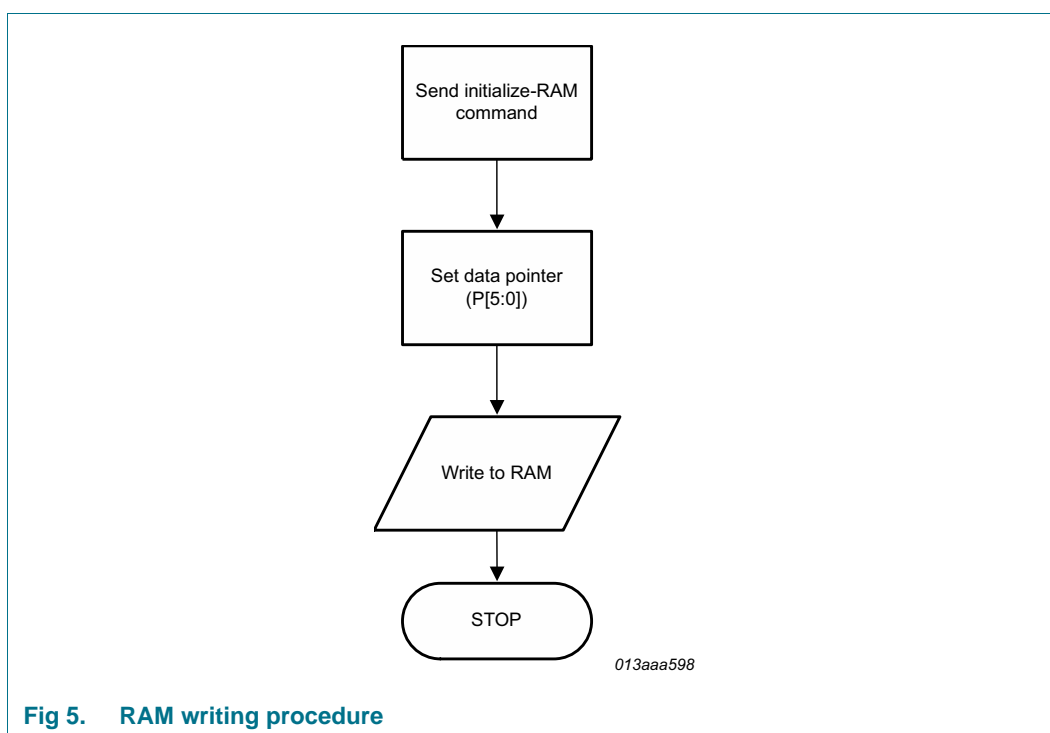 Send initialize-RAM
command
Set data pointer
(P[5:0])
Write to RAM
STOP
013aaa598
Fig 5. RAM writing procedure